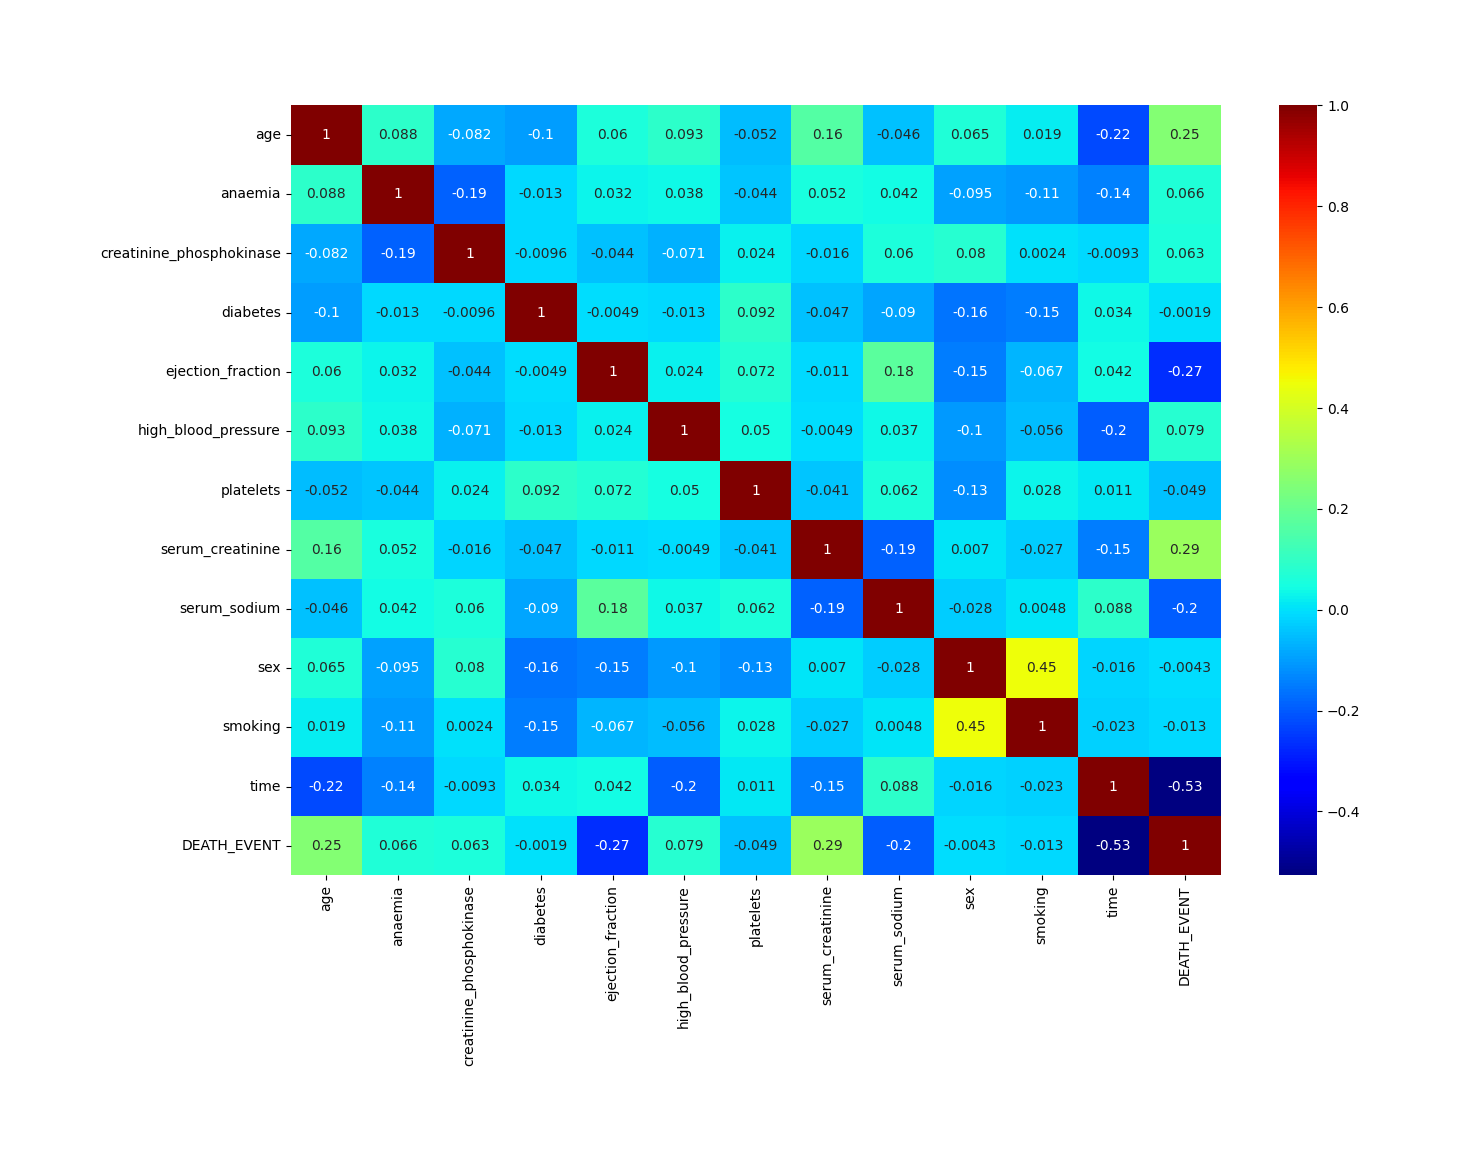 age 1 0.088 -0.082 -0.1 0.06 0.093 -0.052 0.16 -0.046 0.065 0.019 -0.22 0.25
anaemia 0.088 1 -0.19 -0.013 0.032 0.038 -0.044 0.052 0.042 -0.095 -0.11 -0.14 0.066
creatinine_phosphokinase -0.082 -0.19 1 -0.0096 -0.044 -0.071 0.024 -0.016 0.06 0.08 0.0024 -0.0093 0.063
diabetes -0.1 -0.013 -0.0096 1 -0.0049 -0.013 0.092 -0.047 -0.09 -0.16 -0.15 0.034 -0.0019
ejection_fraction 0.06 0.032 -0.044 -0.0049 1 0.024 0.072 -0.011 0.18 -0.15 -0.067 0.042 -0.27
high_blood_pressure 0.093 0.038 -0.071 -0.013 0.024 1 0.05 -0.0049 0.037 -0.1 -0.056 -0.2 0.079
platelets -0.052 -0.044 0.024 0.092 0.072 0.05 1 -0.041 0.062 -0.13 0.028 0.011 -0.049
serum_creatinine 0.16 0.052 -0.016 -0.047 -0.011 -0.0049 -0.041 1 -0.19 0.007 -0.027 -0.15 0.29
serum_sodium -0.046 0.042 0.06 -0.09 0.18 0.037 0.062 -0.19 1 -0.028 0.0048 0.088 -0.2
sex 0.065 -0.095 0.08 -0.16 -0.15 -0.1 -0.13 0.007 -0.028 1 0.45 -0.016 -0.0043
smoking 0.019 -0.11 0.0024 -0.15 -0.067 -0.056 0.028 -0.027 0.0048 0.45 1 -0.023 -0.013
time -0.22 -0.14 -0.0093 0.034 0.042 -0.2 0.011 -0.15 0.088 -0.016 -0.023 1 -0.53
DEATH_EVENT 0.25 0.066 0.063 -0.0019 -0.27 0.079 -0.049 0.29 -0.2 -0.0043 -0.013 -0.53 1
age
anaemia
creatinine_phosphokinase
diabetes
ejection_fraction
high_blood_pressure
platelets
serum_creatinine
serum_sodium
sex
smoking
time
DEATH_EVENT
1.0
0.8
0.6
0.4
0.2
0.0
−0.2
−0.4